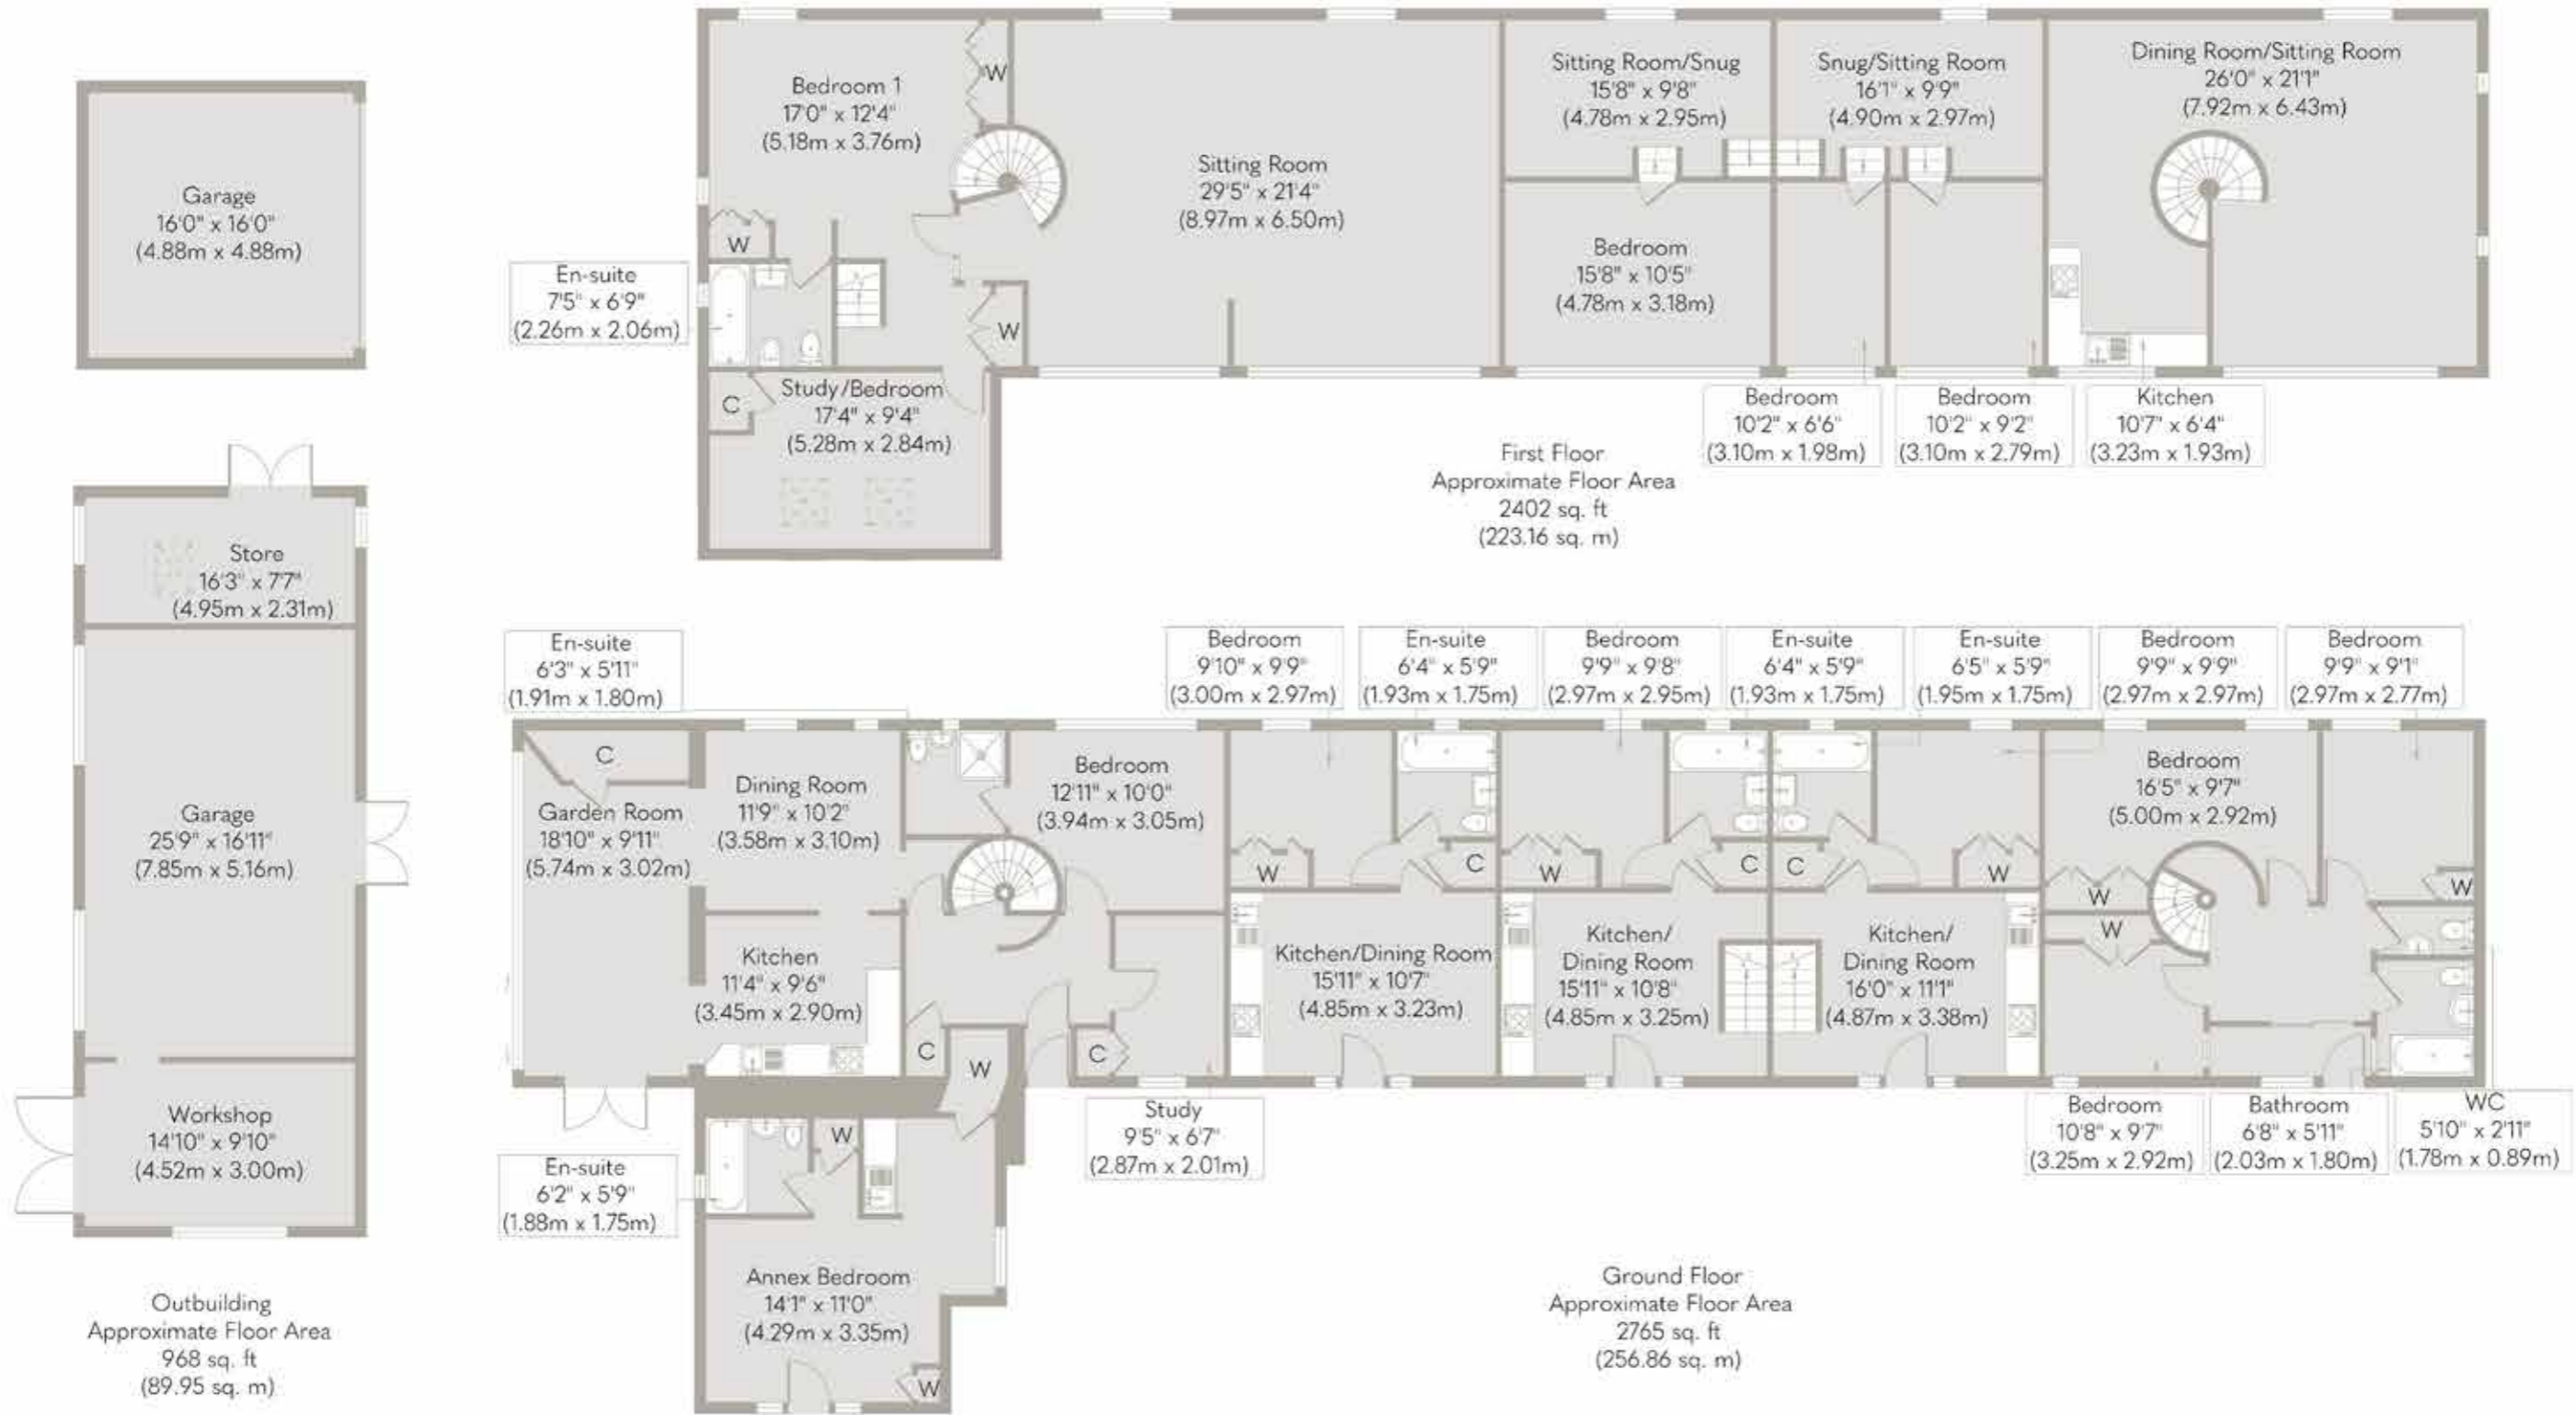 Garage
16'0" x 16'0"
(4.88m x 4.88m)
Store
16'3" x 7'7"
(4.95m x 2.31m)
Garage
25'9" x 16'11"
(7.85m x 5.16m)
Workshop
14'10" x 9'10"
(4.52m x 3.00m)
Outbuilding
Approximate Floor Area
968 sq. ft
(89.95 sq. m)
Bedroom 1
17'0" x 12'4"
(5.18m x 3.76m)
W
W
En-suite
7'5" x 6'9"
(2.26m x 2.06m)
W
C
Study/Bedroom
17'4" x 9'4"
(5.28m x 2.84m)
Sitting Room
29'5" x 21'4"
(8.97m x 6.50m)
Sitting Room/Snug
15'8" x 9'8"
(4.78m x 2.95m)
Bedroom
15'8" x 10'5"
(4.78m x 3.18m)
Snug/Sitting Room
16'1" x 9'9"
(4.90m x 2.97m)
Dining Room/Sitting Room
26'0" x 21'1"
(7.92m x 6.43m)
Bedroom
10'2" x 6'6"
(3.10m x 1.98m)
Bedroom
10'2" x 9'2"
(3.10m x 2.79m)
Kitchen
10'7" x 6'4"
(3.23m x 1.93m)
First Floor
Approximate Floor Area
2402 sq. ft
(223.16 sq. m)
En-suite
6'3" x 5'11"
(1.91m x 1.80m)
Bedroom
9'10" x 9'9"
(3.00m x 2.97m)
En-suite
6'4" x 5'9"
(1.93m x 1.75m)
Bedroom
9'9" x 9'8"
(2.97m x 2.95m)
En-suite
6'4" x 5'9"
(1.93m x 1.75m)
En-suite
6'5" x 5'9"
(1.95m x 1.75m)
Bedroom
9'9" x 9'9"
(2.97m x 2.97m)
Bedroom
9'9" x 9'1"
(2.97m x 2.77m)
C
Garden Room
18'10" x 9'11"
(5.74m x 3.02m)
Dining Room
11'9" x 10'2"
(3.58m x 3.10m)
Bedroom
12'11" x 10'0"
(3.94m x 3.05m)
Kitchen
11'4" x 9'6"
(3.45m x 2.90m)
C
W
C
W
C
Kitchen/Dining Room
15'11" x 10'7"
(4.85m x 3.23m)
W
C
Kitchen/
Dining Room
15'11" x 10'8"
(4.85m x 3.25m)
C
W
Kitchen/
Dining Room
16'0" x 11'1"
(4.87m x 3.38m)
Bedroom
16'5" x 9'7"
(5.00m x 2.92m)
W
W
W
Study
9'5" x 6'7"
(2.87m x 2.01m)
Bedroom
10'8" x 9'7"
(3.25m x 2.92m)
Bathroom
6'8" x 5'11"
(2.03m x 1.80m)
WC
5'10" x 2'11"
(1.78m x 0.89m)
En-suite
6'2" x 5'9"
(1.88m x 1.75m)
W
Annex Bedroom
14'1" x 11'0"
(4.29m x 3.35m)
W
Ground Floor
Approximate Floor Area
2765 sq. ft
(256.86 sq. m)